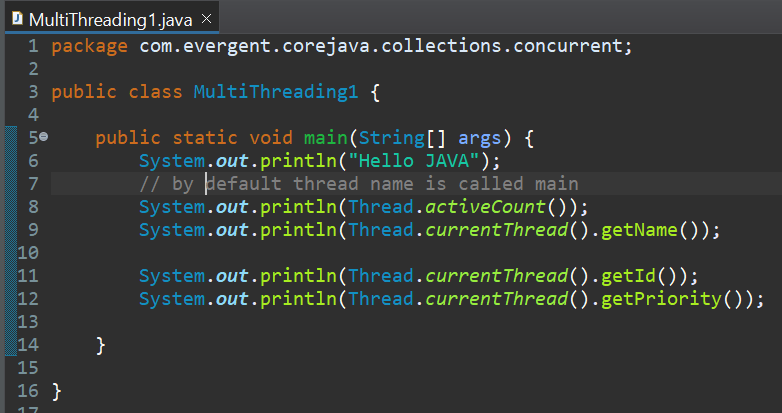 MultiThreading1.java
1 package com.evergent.corejava.collections.concurrent;
2
3 public class MultiThreading1 {
4
5     public static void main(String[] args) {
6         System.out.println("Hello JAVA");
7         // by default thread name is called main
8         System.out.println(Thread.activeCount());
9         System.out.println(Thread.currentThread().getName());
10
11         System.out.println(Thread.currentThread().getId());
12         System.out.println(Thread.currentThread().getPriority());
13
14     }
15
16 }
17